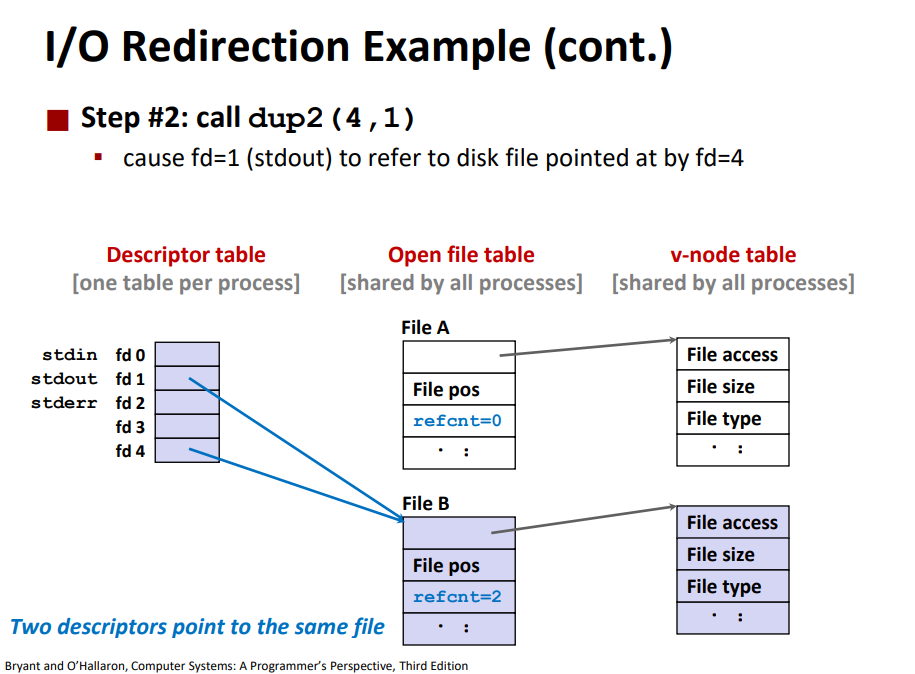 I/O Redirection Example (cont.)
Step #2: call dup2(4,1)
cause fd=1 (stdout) to refer to disk file pointed at by fd=4
Descriptor table
[one table per process]
Open file table
[shared by all processes]
v-node table
[shared by all processes]
stdin fd 0
stdout fd 1
stderr fd 2
fd 3
fd 4
File A
File pos
refcnt=0
File access
File size
File type
File B
File pos
refcnt=2
File access
File size
File type
Two descriptors point to the same file
Bryant and O'Hallaron, Computer Systems: A Programmer's Perspective, Third Edition